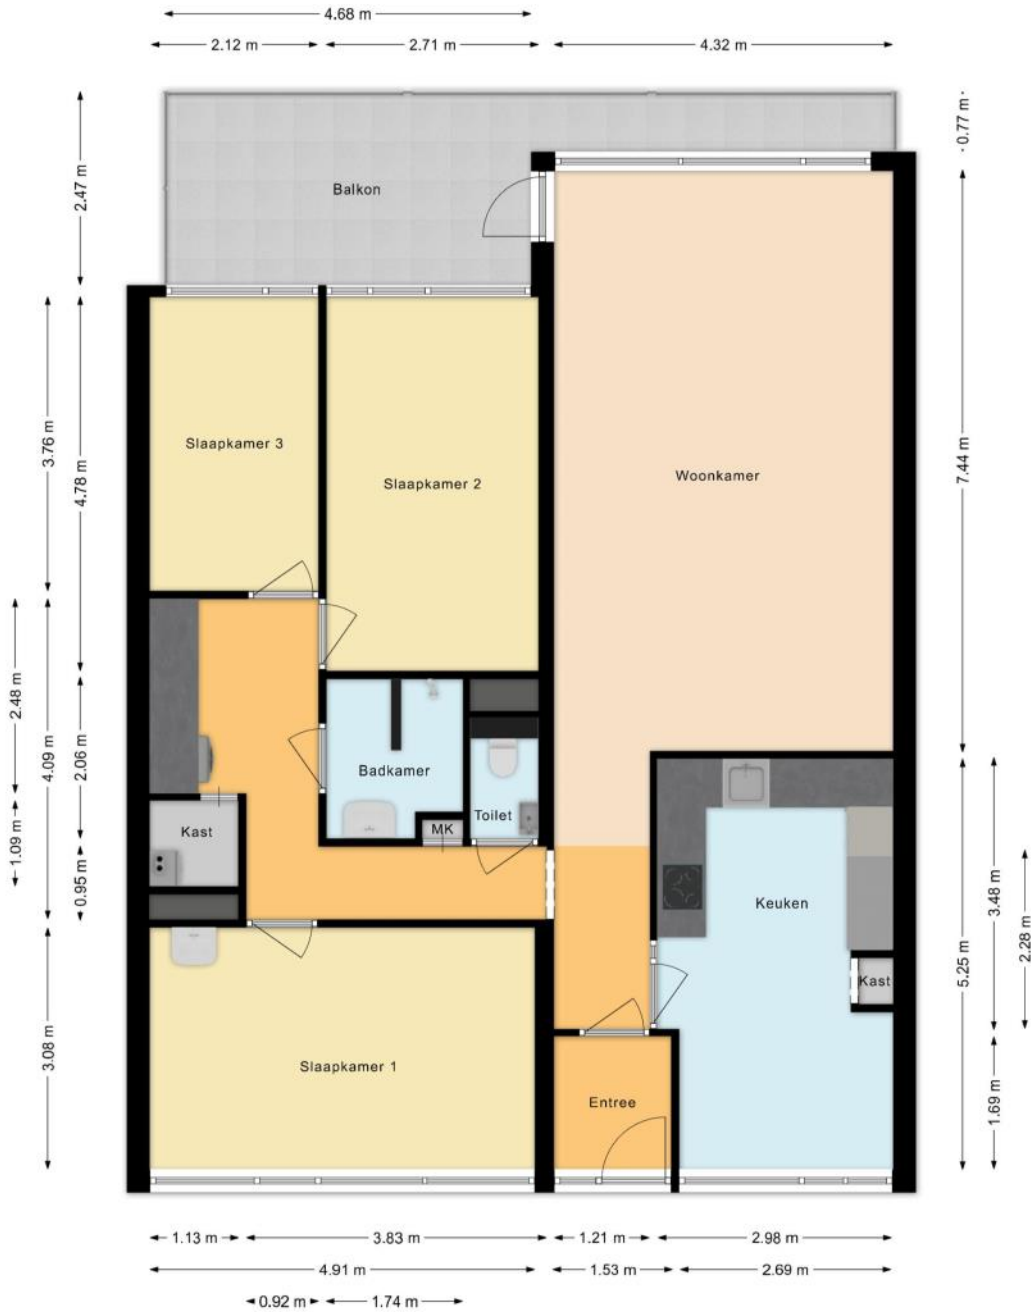 4.68 m
2.12 m
2.71 m
4.32 m
0.77 m
2.47 m
Balkon
3.76 m
4.78 m
7.44 m
Slaapkamer 3
Slaapkamer 2
Woonkamer
2.48 m
4.09 m
2.06 m
Badkamer
Toilet
MK
Kast
1.09 m
0.95 m
Keuken
3.48 m
2.28 m
5.25 m
Kast
3.08 m
Slaapkamer 1
Entree
1.69 m
1.13 m
3.83 m
1.21 m
2.98 m
4.91 m
1.53 m
2.69 m
0.92 m
1.74 m